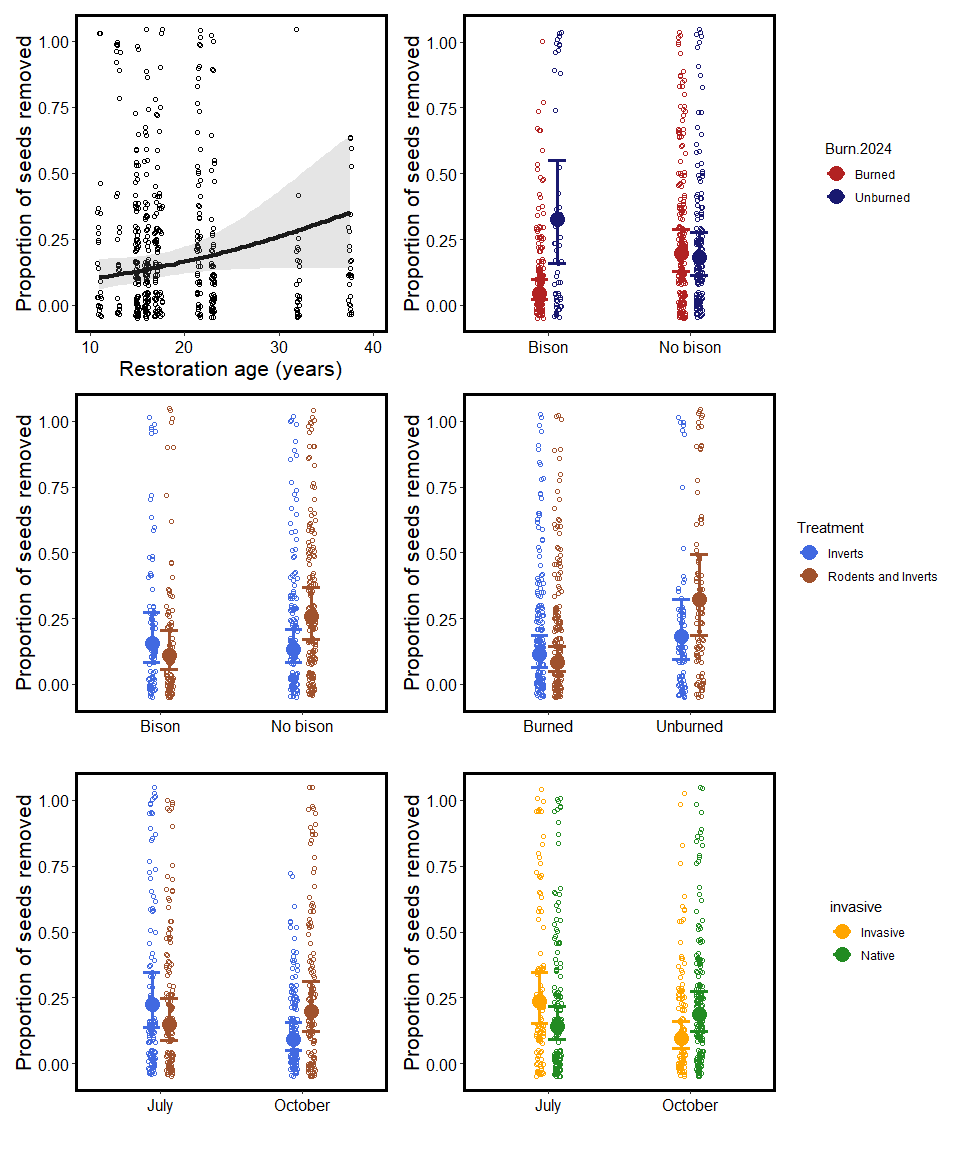 Proportion of seeds removed
1.00
0.75
0.50
0.25
0.00
10 20 30 40
Restoration age (years)
Proportion of seeds removed
1.00
0.75
0.50
0.25
0.00
Bison No bison
Burn.2024
Burned
Unburned
Proportion of seeds removed
1.00
0.75
0.50
0.25
0.00
Bison No bison
Proportion of seeds removed
1.00
0.75
0.50
0.25
0.00
Burned Unburned
Treatment
Inverts
Rodents and Inverts
Proportion of seeds removed
1.00
0.75
0.50
0.25
0.00
July October
Proportion of seeds removed
1.00
0.75
0.50
0.25
0.00
July October
invasive
Invasive
Native